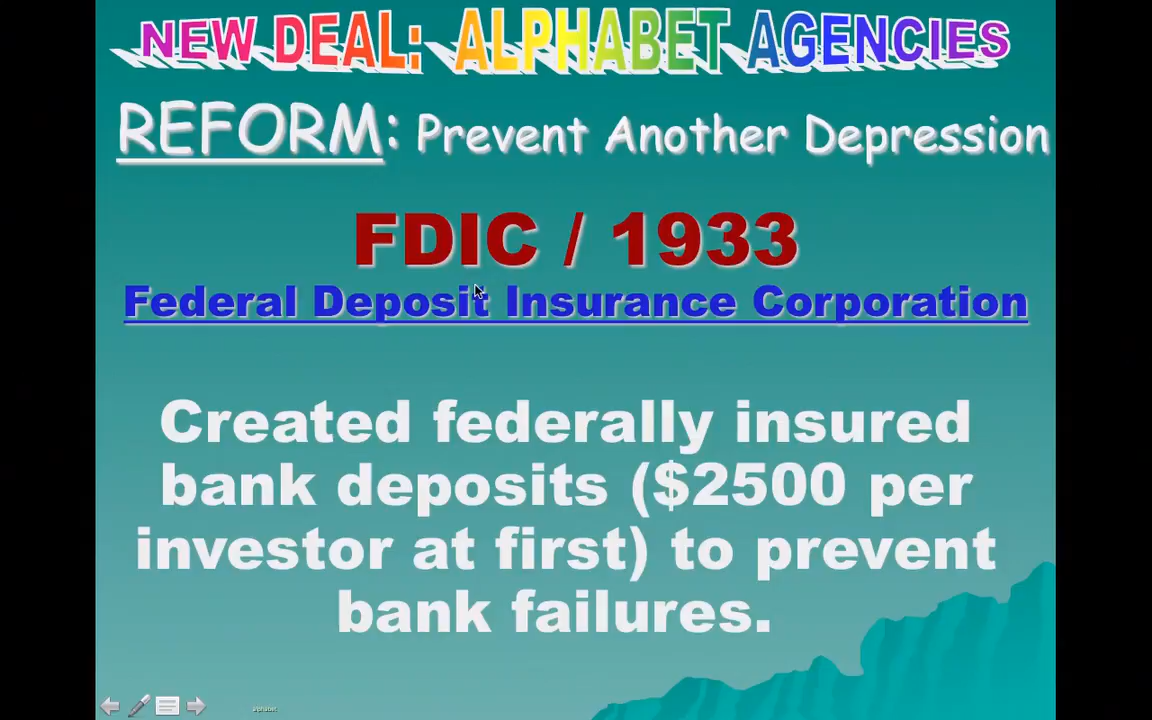 NEW DEAL: ALPHABET AGENCIES
REFORM: Prevent Another Depression
FDIC / 1933
Federal Deposit Insurance Corporation
Created federally insured
bank deposits ($2500 per
investor at first) to prevent
bank failures.
alphabet